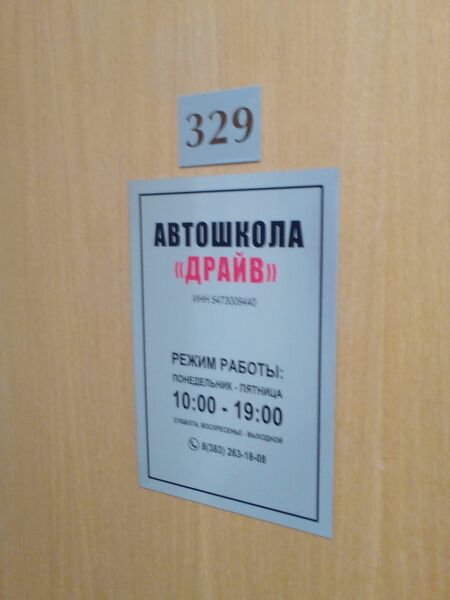 329
АВТОШКОЛА
«ДРАЙВ»
ИНН 5473009440
РЕЖИМ РАБОТЫ:
ПОНЕДЕЛЬНИК - ПЯТНИЦА
10:00 - 19:00
СУББОТА, ВОСКРЕСЕНЬЕ - ВЫХОДНОЙ
8(383) 263-18-08